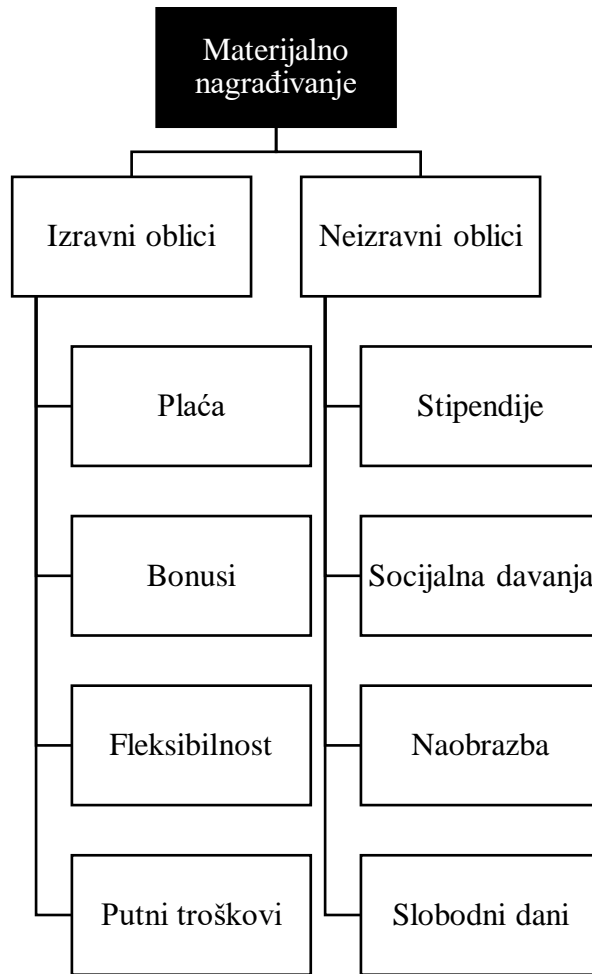 Materijalno
nagrađivanje
Izravni oblici
Neizravni oblici
Plaća
Stipendije
Bonusi
Socijalna davanja
Fleksibilnost
Naobrazba
Putni troškovi
Slobodni dani